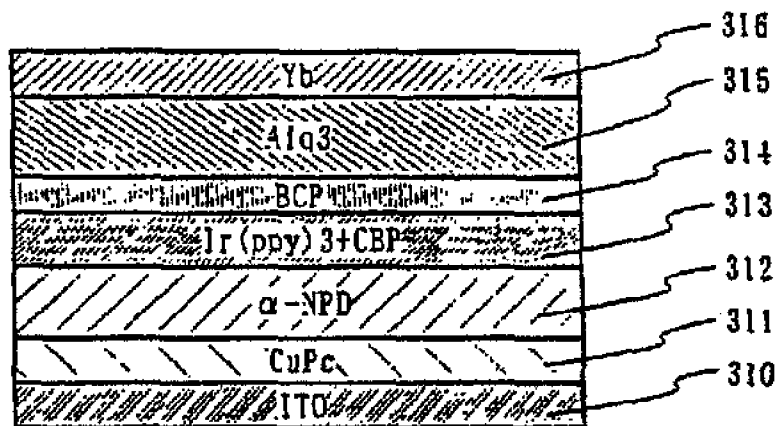 316
Yb
315
Alq3
314
BCP
313
Ir(ppy)3+CBP
312
α-NPD
311
CuPc
310
ITO